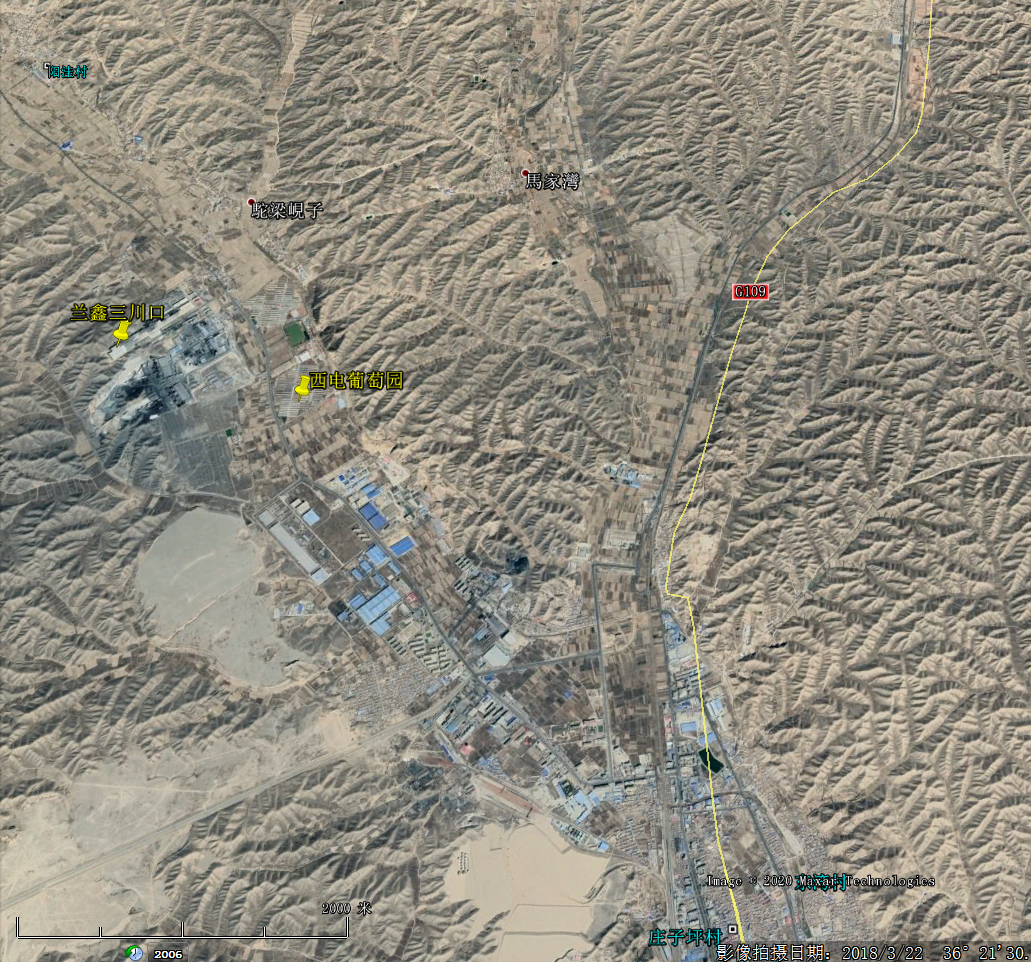 阳洼村
馬家灣
駝梁峴子
G109
兰鑫三川口
西电葡萄园
2000 米
Image © 2020 Maxar Technologies
庄子坪村
影像拍摄日期: 2018/3/22 36° 21'30.
2006